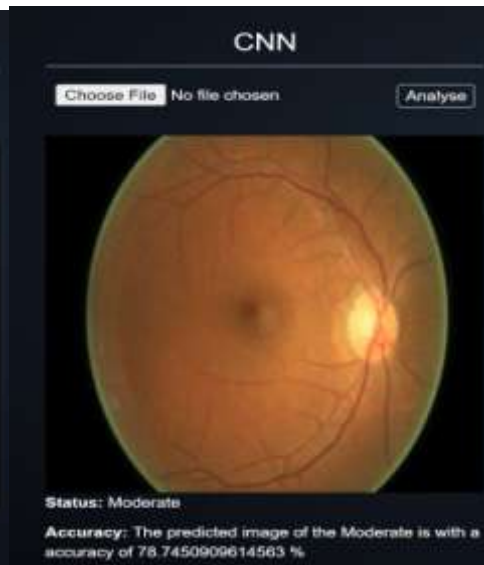 CNN
Choose File No file chosen Analyse
Status: Moderate
Accuracy: The predicted image of the Moderate is with a
accuracy of 78.7450909614563 %